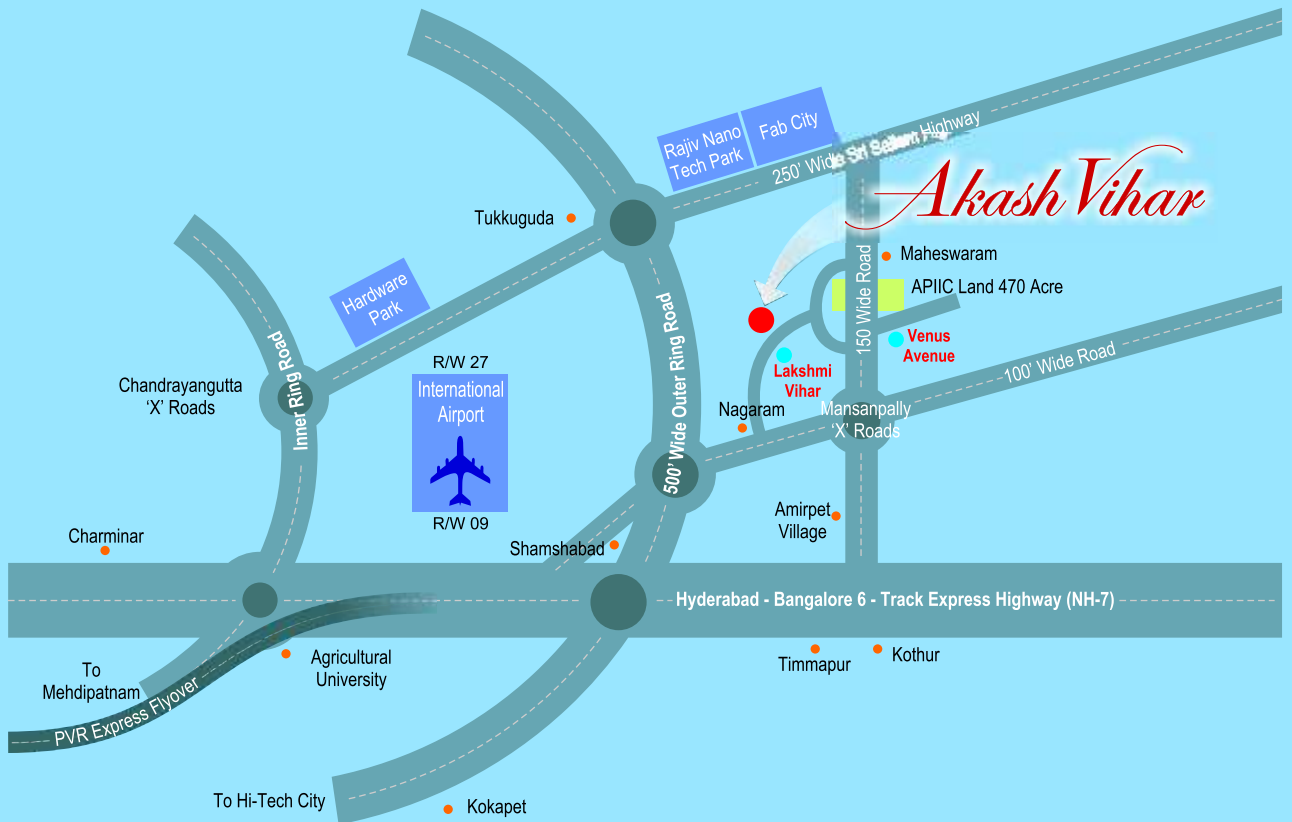 Rajiv Nano
Tech Park
Fab City
250' Wide Sri Sailam Highway
Akash Vihar
Tukkuguda
Maheswaram
Hardware
Park
APIIC Land 470 Acre
150 Wide Road
500' Wide Outer Ring Road
Inner Ring Road
Venus
Avenue
100' Wide Road
R/W 27
International
Airport
R/W 09
Lakshmi
Vihar
Chandrayangutta
‘X’ Roads
Nagaram
Mansanpally
‘X’ Roads
Amirpet
Village
Charminar
Shamshabad
Hyderabad - Bangalore 6 - Track Express Highway (NH-7)
Agricultural
University
Timmapur
Kothur
To
Mehdipatnam
PVR Express Flyover
To Hi-Tech City
Kokapet